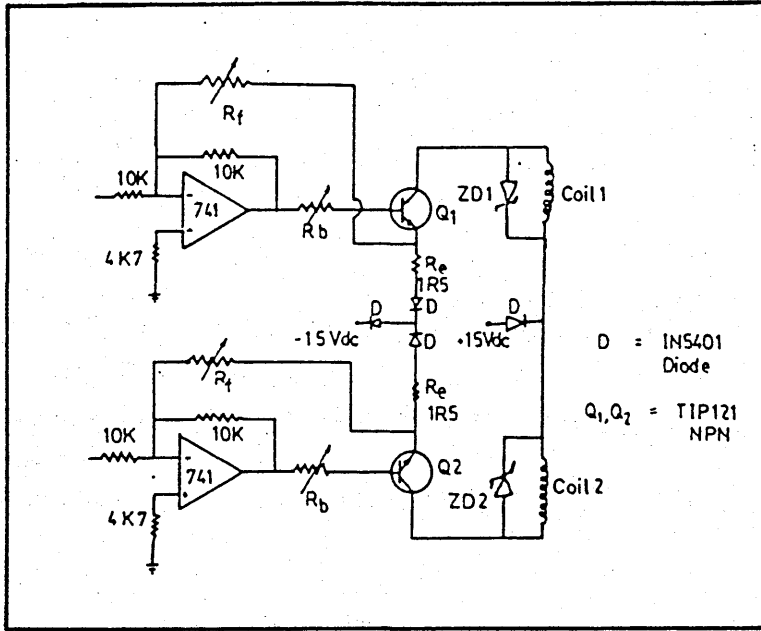 Rf
10K
10K
-
741
-
Rb
Q1
4K7
ZD1
Coil 1
Re
1R5
D
D
-15Vdc
D
D
+15Vdc
D = IN5401
Diode
Q1,Q2 = TIP121
NPN
Rf
Re
1R5
10K
10K
-
741
+
Rb
Q2
4K7
ZD2
Coil 2